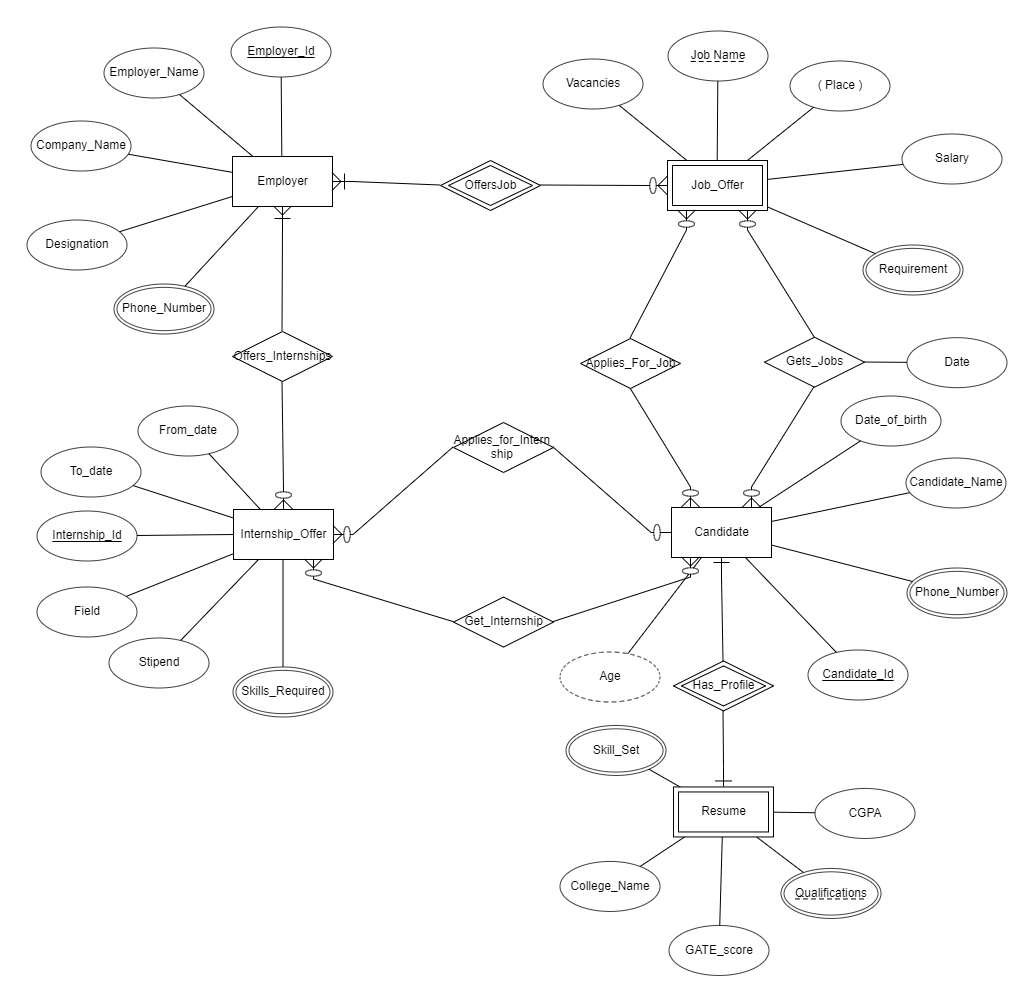 Employer_Id
Employer_Name
Company_Name
Designation
Phone_Number
Employer
OffersJob
Vacancies
Job Name
( Place )
Salary
Requirement
Job_Offer
Offers_Internships
Applies_For_Job
Gets_Jobs
Date
Date_of_birth
Candidate_Name
Phone_Number
Candidate_Id
Candidate
From_date
To_date
Internship_Id
Field
Stipend
Skills_Required
Internship_Offer
Applies_for_Intern
ship
Get_Internship
Age
Has_Profile
Skill_Set
Resume
CGPA
College_Name
Qualifications
GATE_score